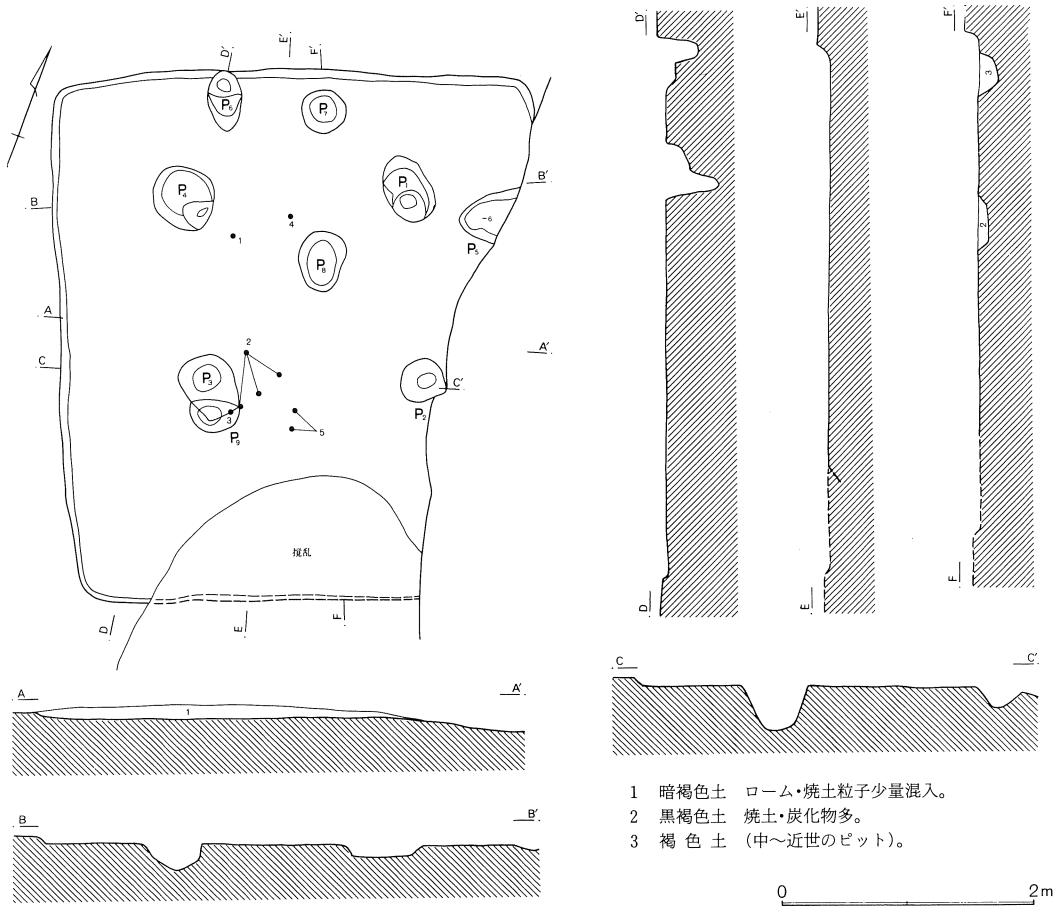 D′
E′
F′
P₆
P₇
P₄
P₁
B
B′
-6
P₅
4
1
P₈
A
A′
C
2
P₃
C′
P₂
3
P₉
5
撹乱
D
E
F
D′
E′
F′
3
2
D
E
F
A
A′
1
B
B′
C
C′
1 暗褐色土 ローム・焼土粒子少量混入。
2 黒褐色土 焼土・炭化物多。
3 褐色土 (中～近世のピット)。
0 2m